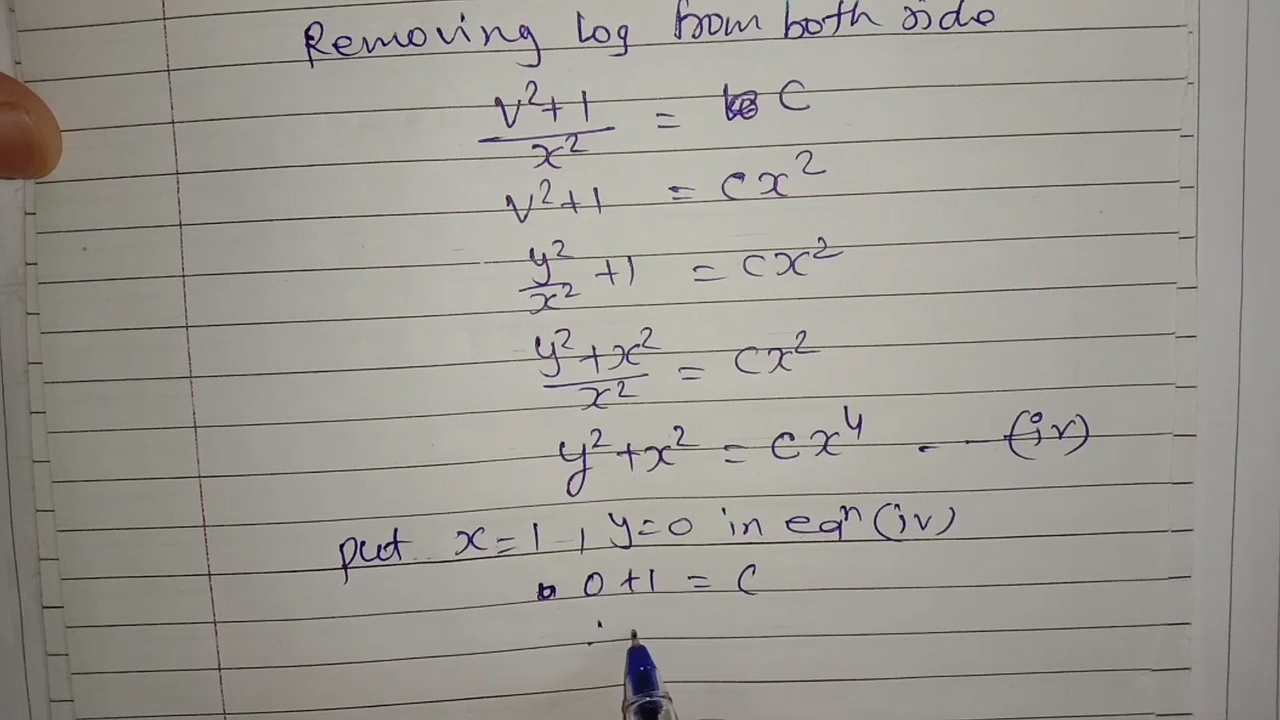 Removing log from both side
v²+1 / x² = C
v²+1 = cx²
y²/x² +1 = cx²
y²+x² / x² = cx²
y²+x² = cx⁴ - - (iv)
put x=1, y=0 in eqⁿ (iv)
0+1 = C